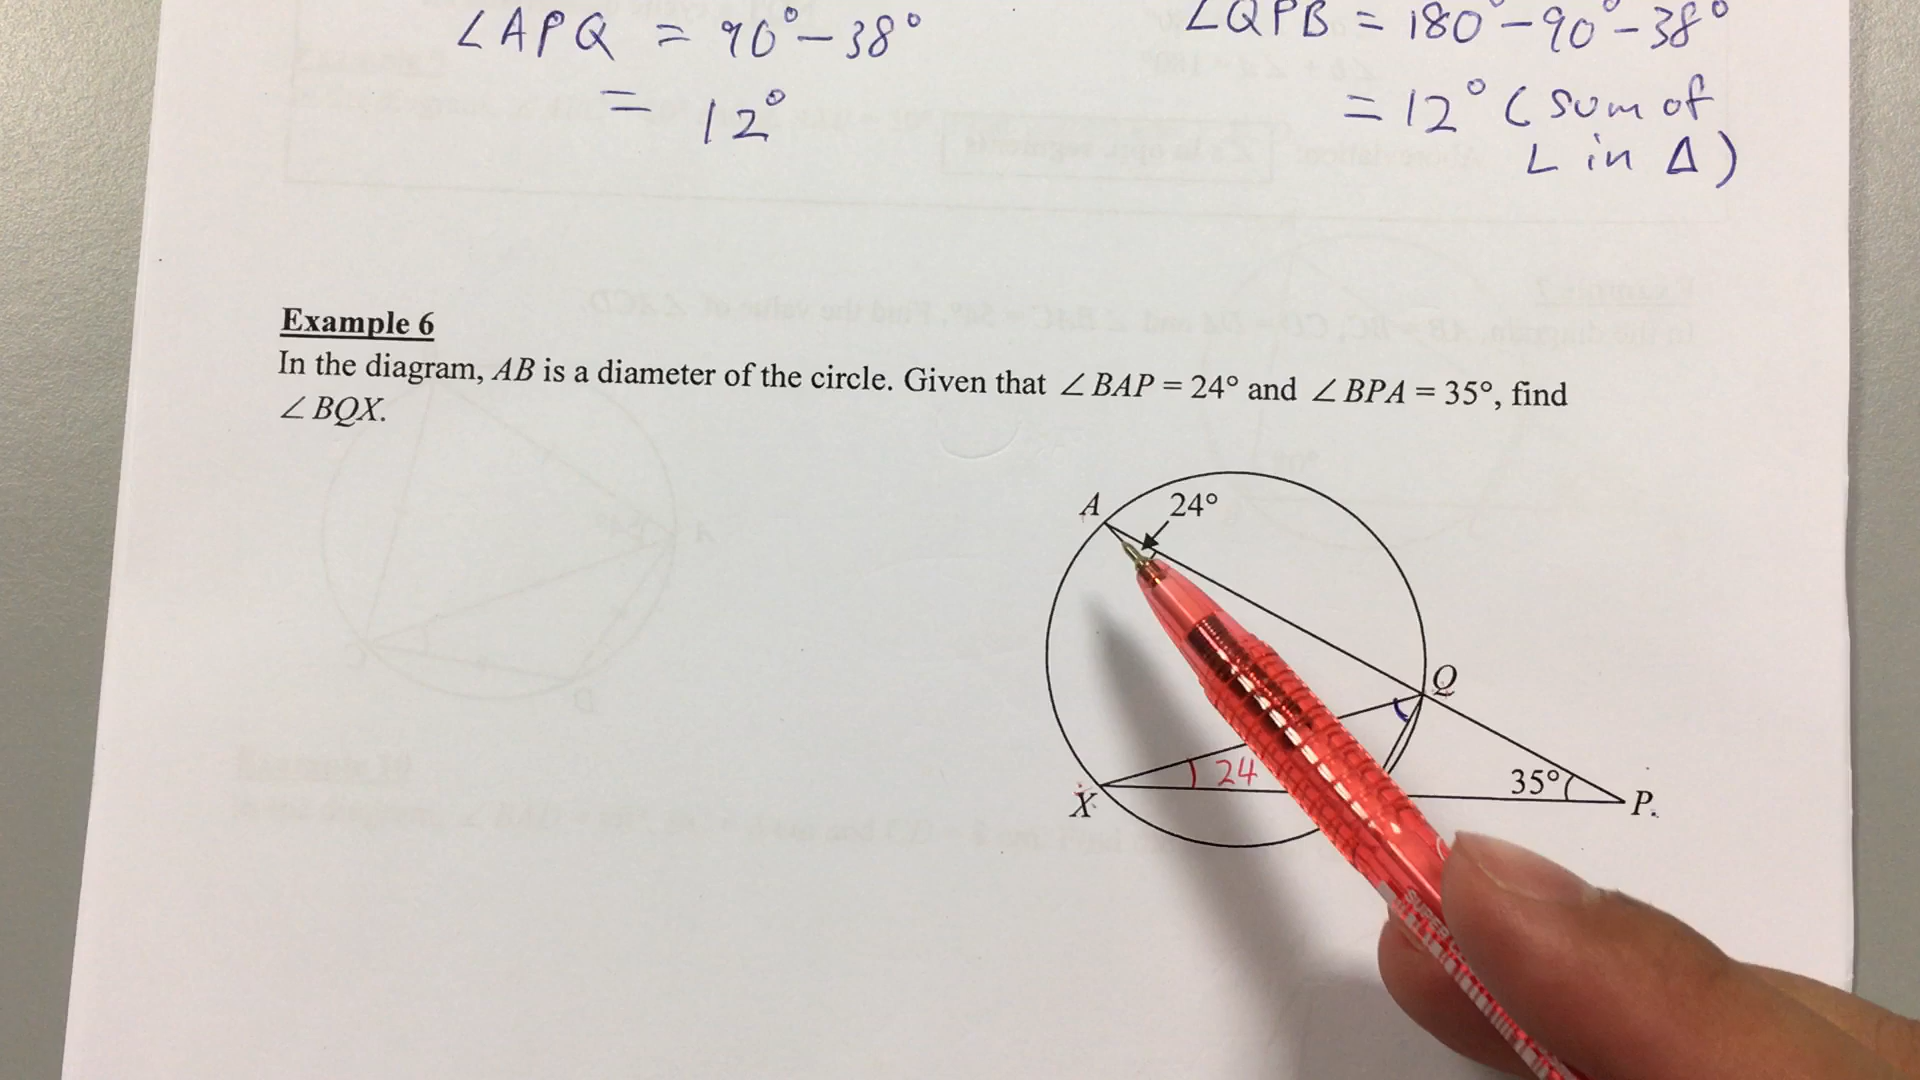 ∠APQ = 90° − 38°
= 12°
∠QPB = 180° − 90° − 38°
= 12° (sum of
∠ in Δ)
Example 6
In the diagram, AB is a diameter of the circle. Given that ∠BAP = 24° and ∠BPA = 35°, find
∠BQX.
A
24°
Q
24
35°
X
P.
SUPER